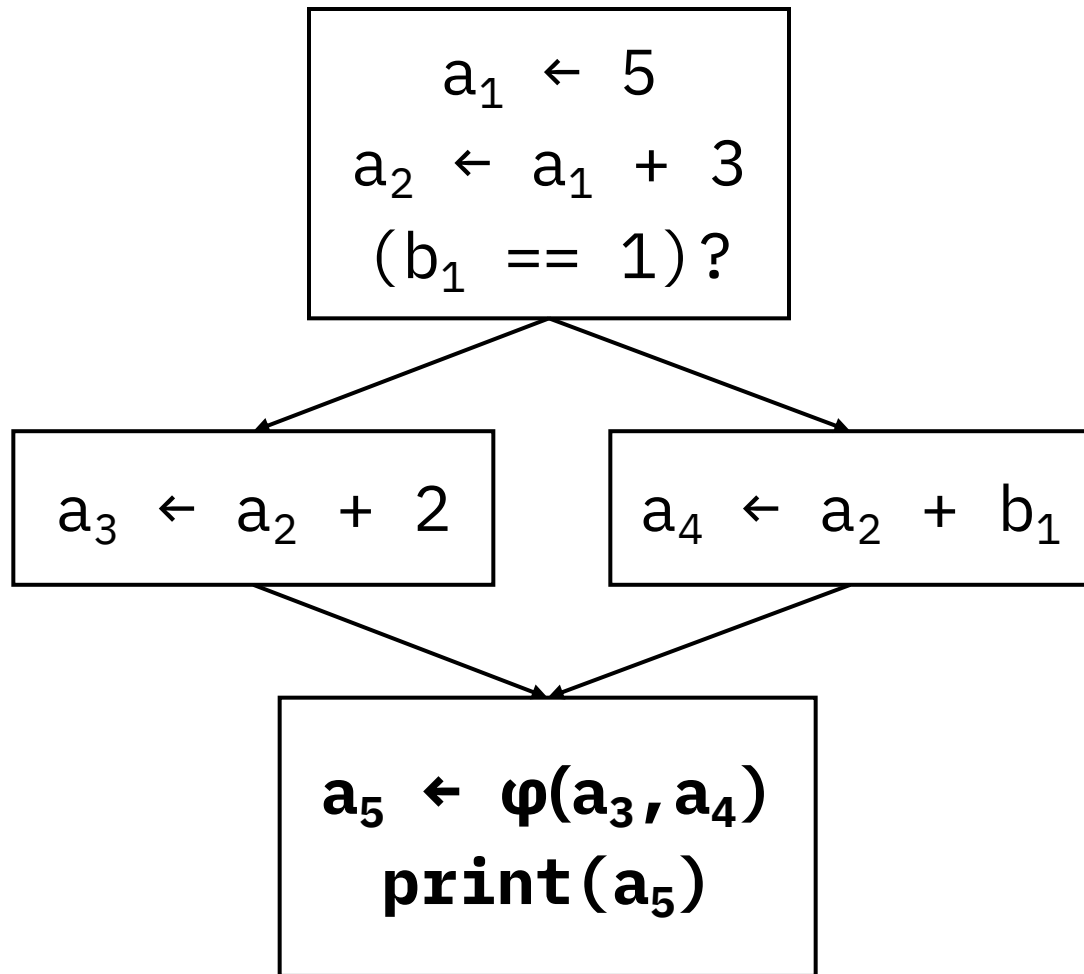 a₁ ← 5
a₂ ← a₁ + 3
(b₁ == 1)?
a₃ ← a₂ + 2
a₄ ← a₂ + b₁
a₅ ← φ(a₃,a₄)
print(a₅)